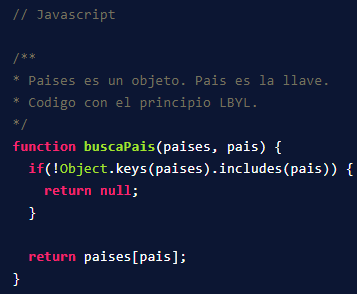 // Javascript
/**
* Paises es un objeto. Pais es la llave.
* Codigo con el principio LBYL.
*/
function buscaPais(paises, pais) {
if(!Object.keys(paises).includes(pais)) {
return null;
}
return paises[pais];
}